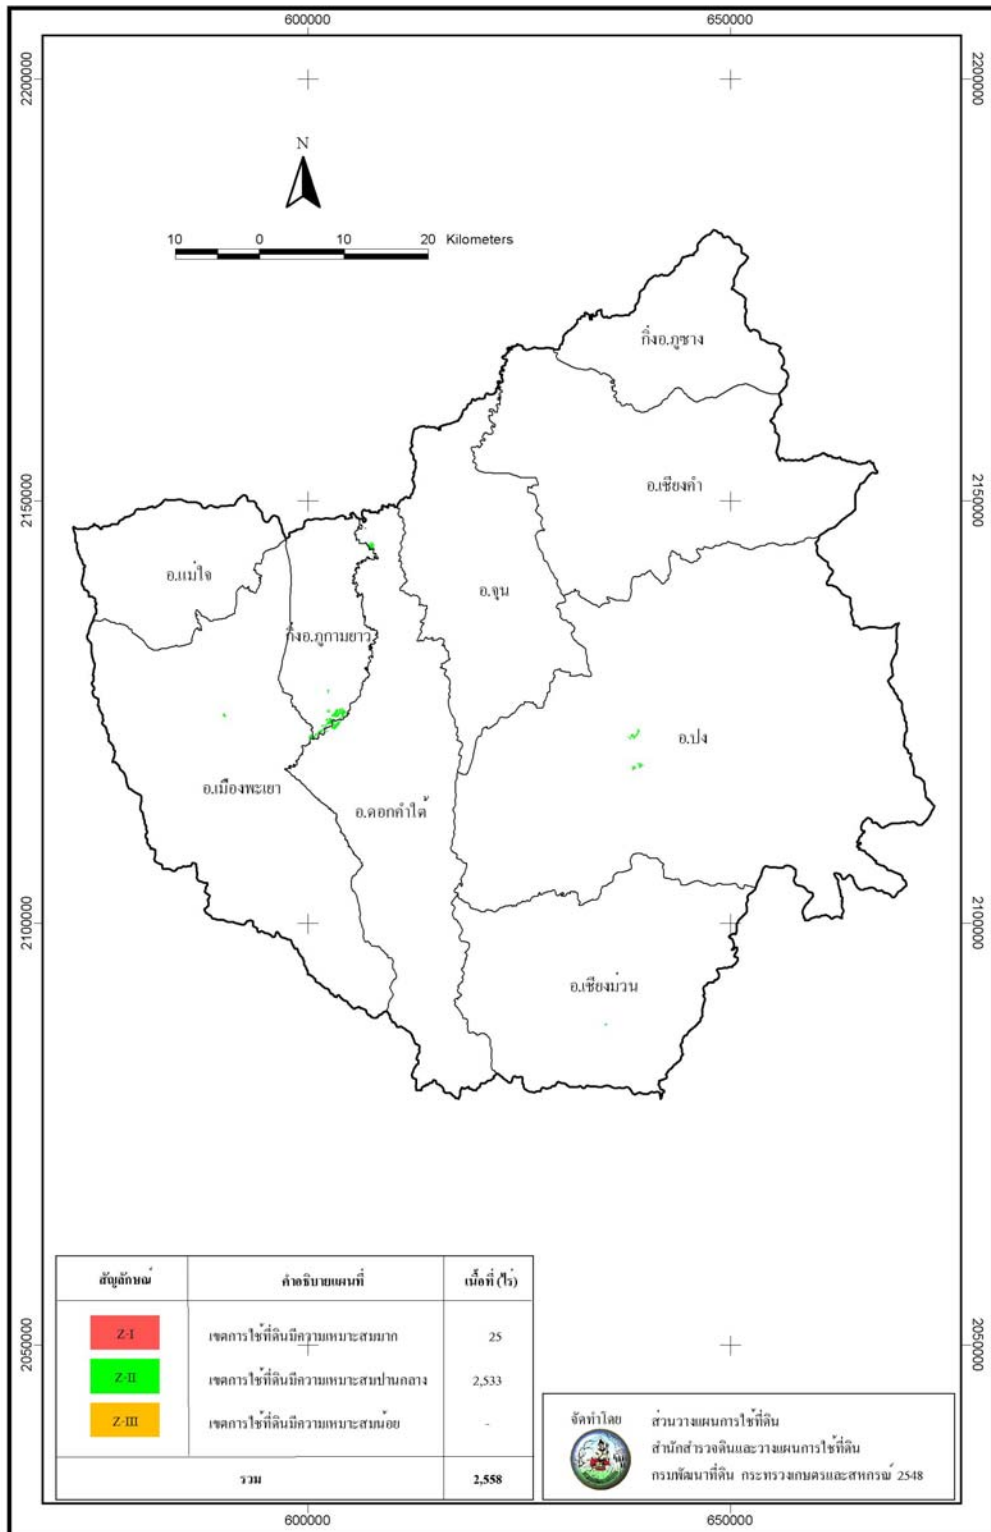 600000 650000
2200000 2200000
N
10 0 10 20 Kilometers
กิ่งอ.ภูซาง
อ.เชียงคำ
2150000 2150000
อ.แม่ใจ
อ.จุน
กิ่งอ.ภูกามยาว
อ.ปง
อ.เมืองพะเยา
อ.ดอกคำใต้
2100000 2100000
อ.เชียงม่วน
สัญลักษณ์ คำอธิบายแผนที่ เนื้อที่ (ไร่)
Z-I เขตการใช้ที่ดินมีความเหมาะสมมาก 25
2050000 2050000
Z-II เขตการใช้ที่ดินมีความเหมาะสมปานกลาง 2,533
Z-III เขตการใช้ที่ดินมีความเหมาะสมน้อย -
รวม 2,558
จัดทำโดย ส่วนวางแผนการใช้ที่ดิน
สำนักสำรวจดินและวางแผนการใช้ที่ดิน
กรมพัฒนาที่ดิน กระทรวงเกษตรและสหกรณ์ 2548
600000 650000